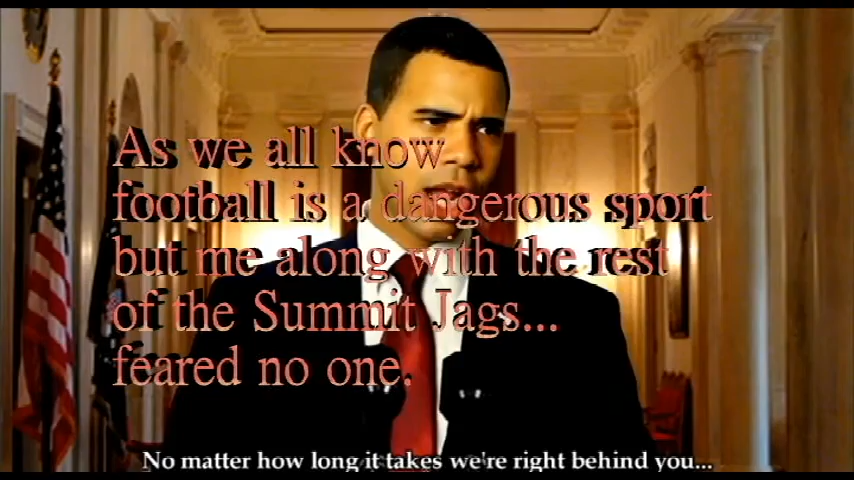 As we all know
football is a dangerous sport
but me along with the rest
of the Summit Jags...
feared no one.
No matter how long it takes we're right behind you...